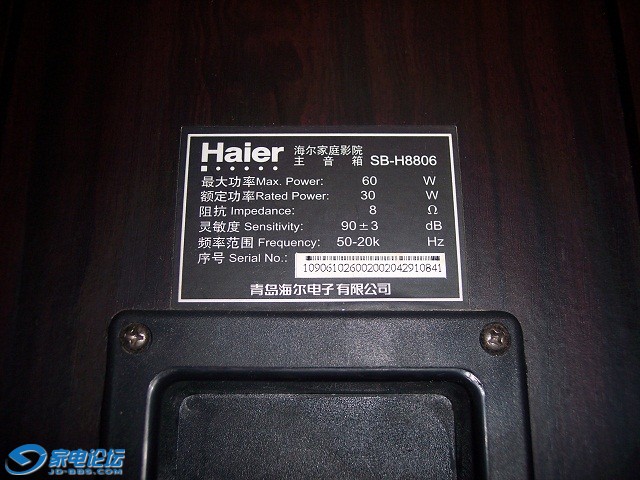 Haier 海尔家庭影院
主音箱 SB-H8806
最大功率Max. Power: 60 W
额定功率Rated Power: 30 W
阻抗 Impedance: 8 Ω
灵敏度 Sensitivity: 90±3 dB
频率范围 Frequency: 50-20k Hz
序号 Serial No.: 109061026002002042910841
青岛海尔电子有限公司
家电论坛
JD-BBS.COM